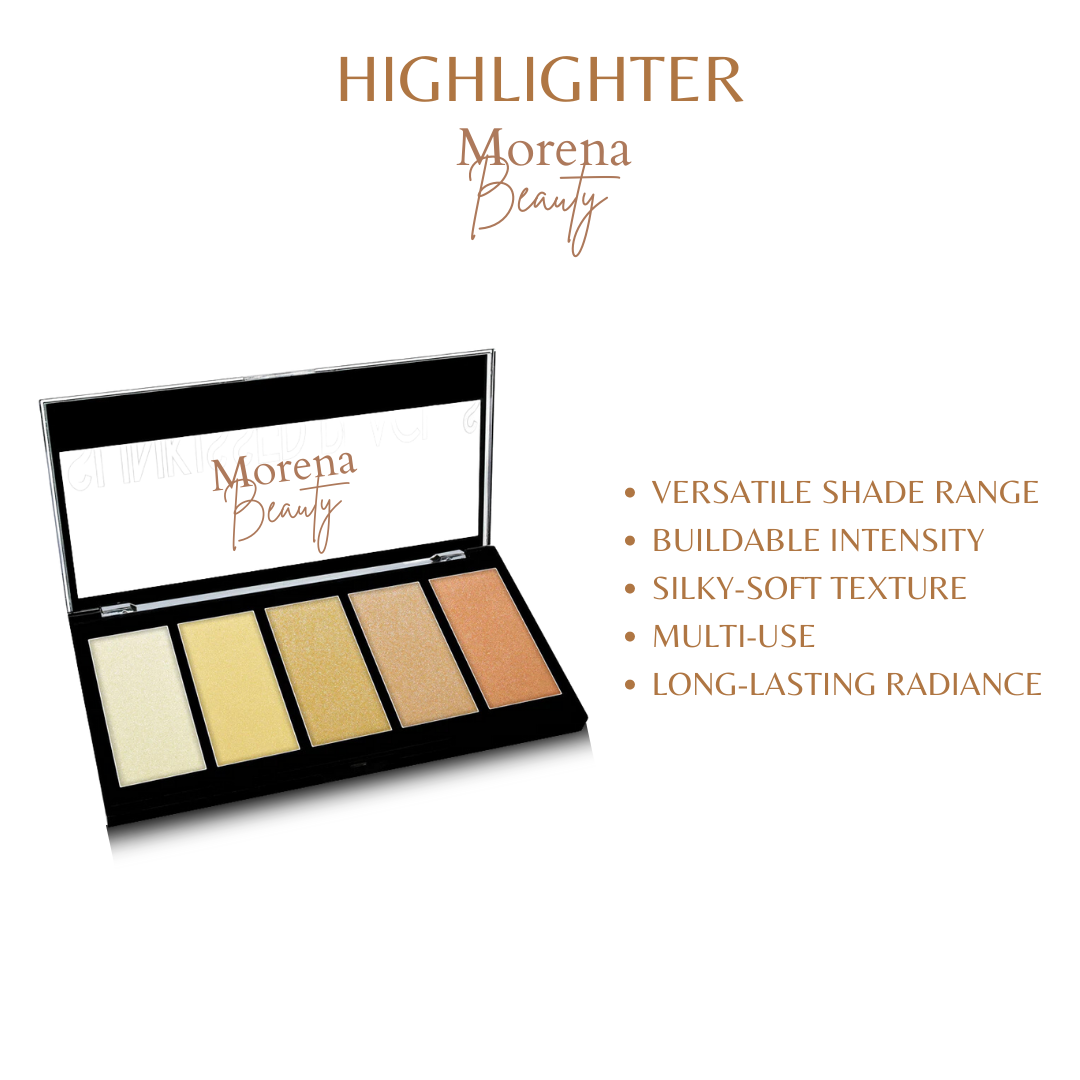 HIGHLIGHTER
Morena
Beauty
Morena
Beauty
• VERSATILE SHADE RANGE
• BUILDABLE INTENSITY
• SILKY-SOFT TEXTURE
• MULTI-USE
• LONG-LASTING RADIANCE